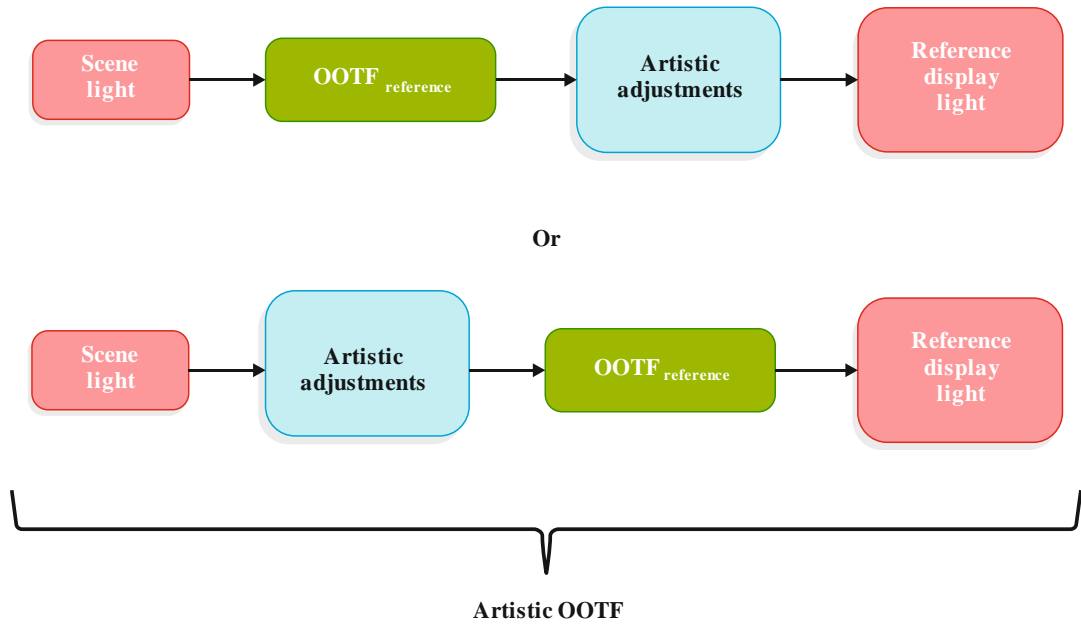 Scene
light
OOTF reference
Artistic
adjustments
Reference
display
light
Or
Scene
light
Artistic
adjustments
OOTF reference
Reference
display
light
Artistic OOTF